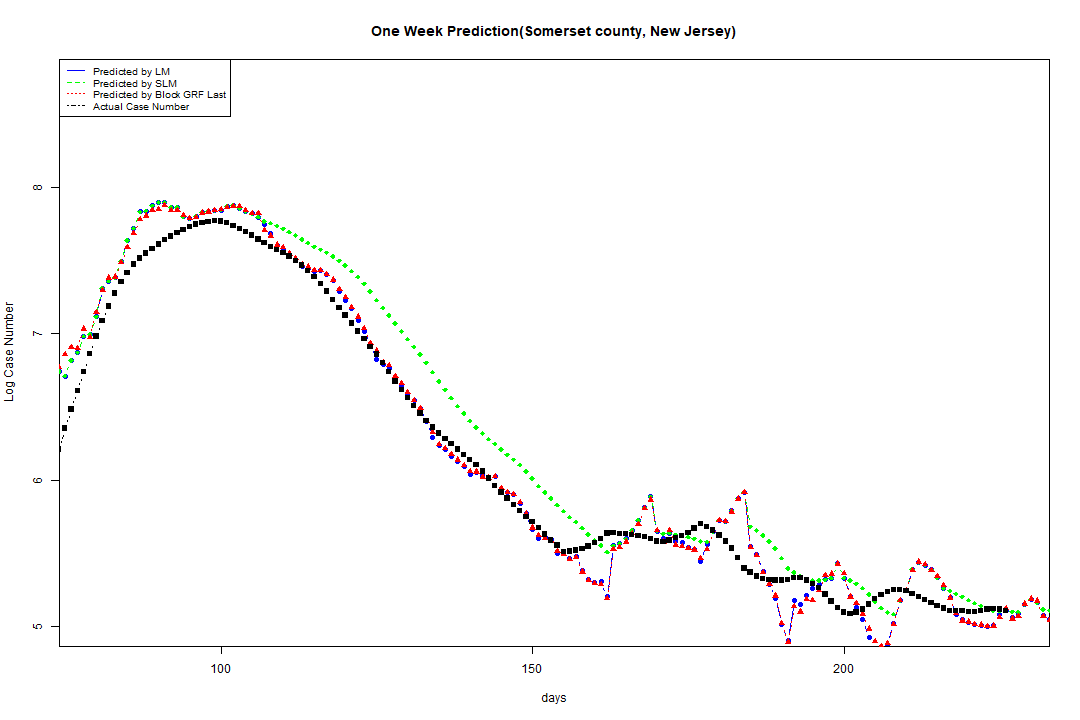 One Week Prediction(Somerset county, New Jersey)
Predicted by LM
Predicted by SLM
Predicted by Block GRF Last
Actual Case Number
Log Case Number
8
7
6
5
100
150
200
days